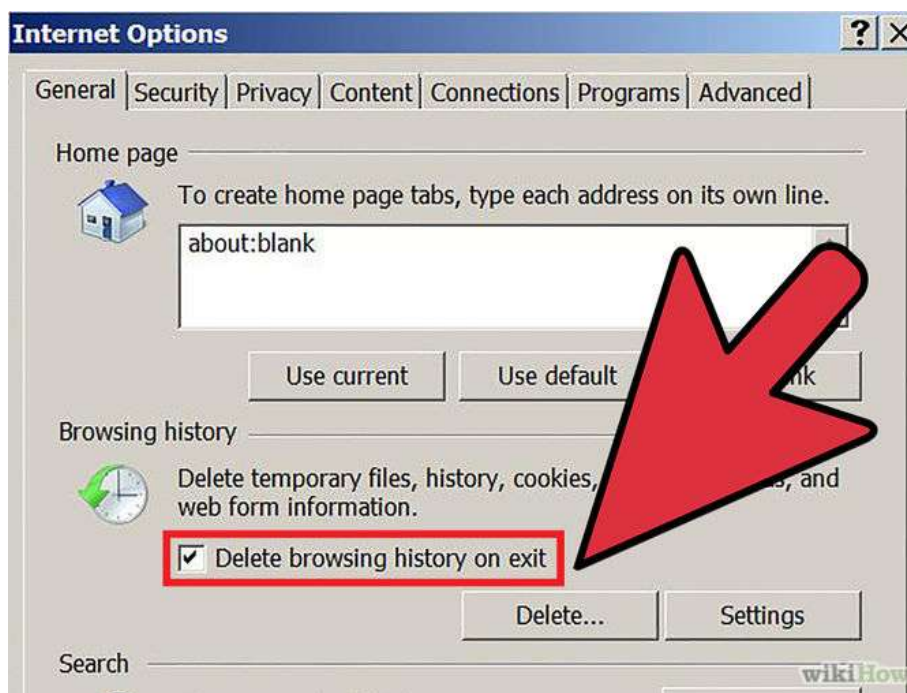 Internet Options
?
General Security Privacy Content Connections Programs Advanced
Home page
To create home page tabs, type each address on its own line.
about:blank
Use current Use default
Browsing history
Delete temporary files, history, cookies, and
web form information.
Delete browsing history on exit
Delete... Settings
Search
wikiHow